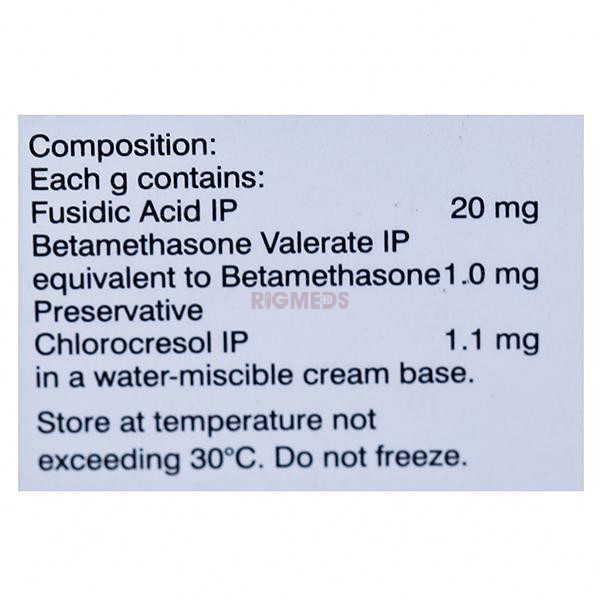 Composition:
Each g contains:
Fusidic Acid IP 20 mg
Betamethasone Valerate IP
equivalent to Betamethasone 1.0 mg
RIGMEDS
Preservative
Chlorocresol IP 1.1 mg
in a water-miscible cream base.
Store at temperature not
exceeding 30°C. Do not freeze.